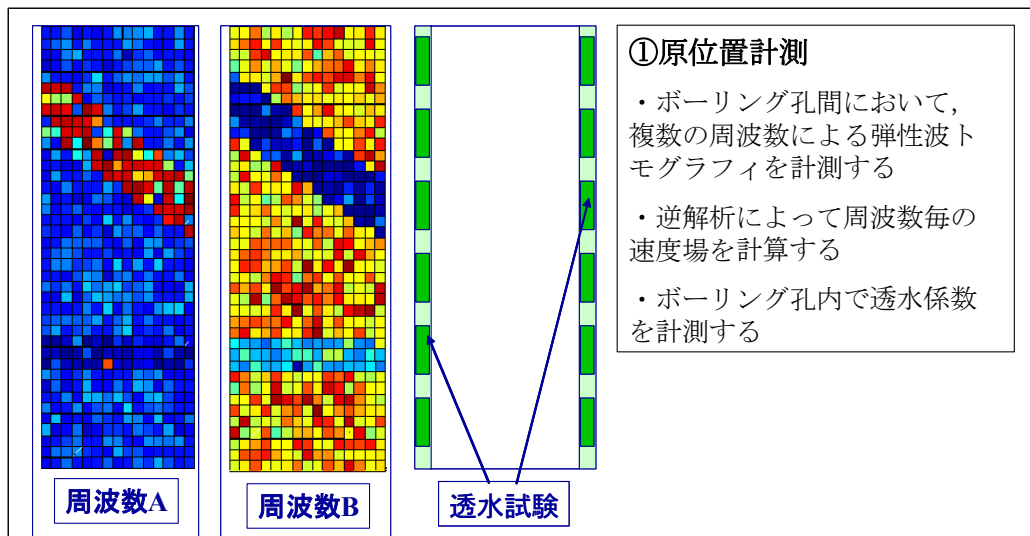 ①原位置計測
・ボーリング孔間において，
複数の周波数による弾性波ト
モグラフィを計測する
・逆解析によって周波数毎の
速度場を計算する
・ボーリング孔内で透水係数
を計測する
周波数A
周波数B
透水試験